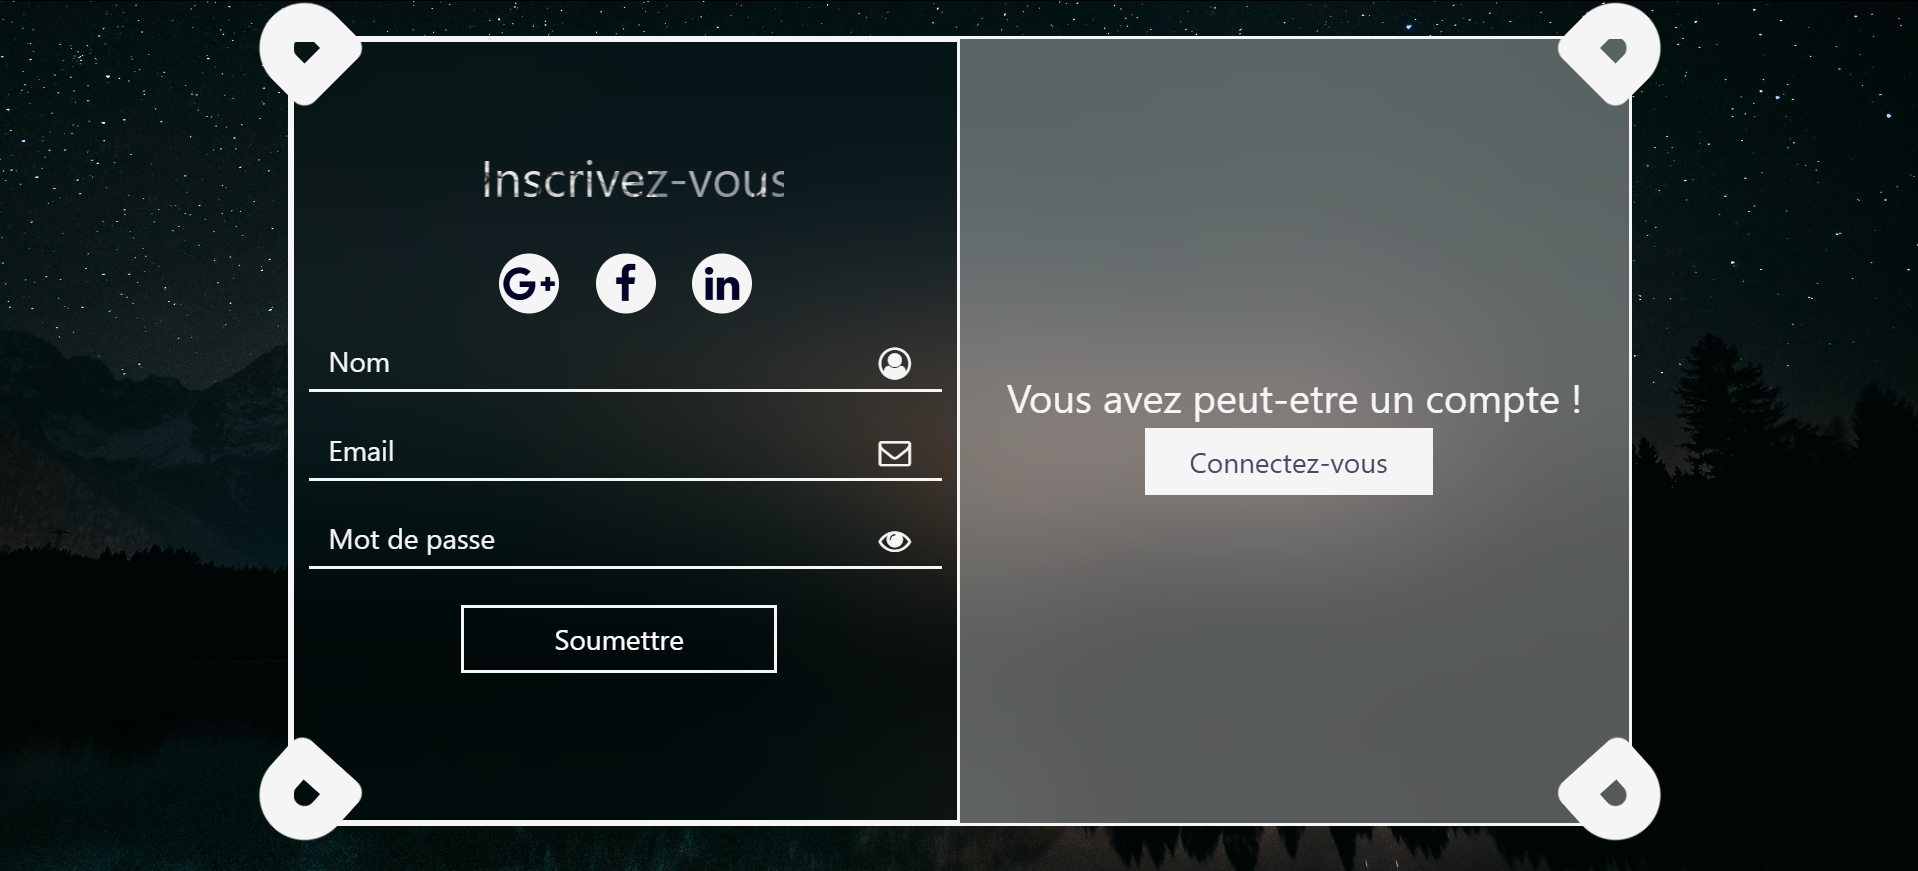 Inscrivez-vous
G+ f in
Nom
Email
Mot de passe
Soumettre
Vous avez peut-etre un compte !
Connectez-vous